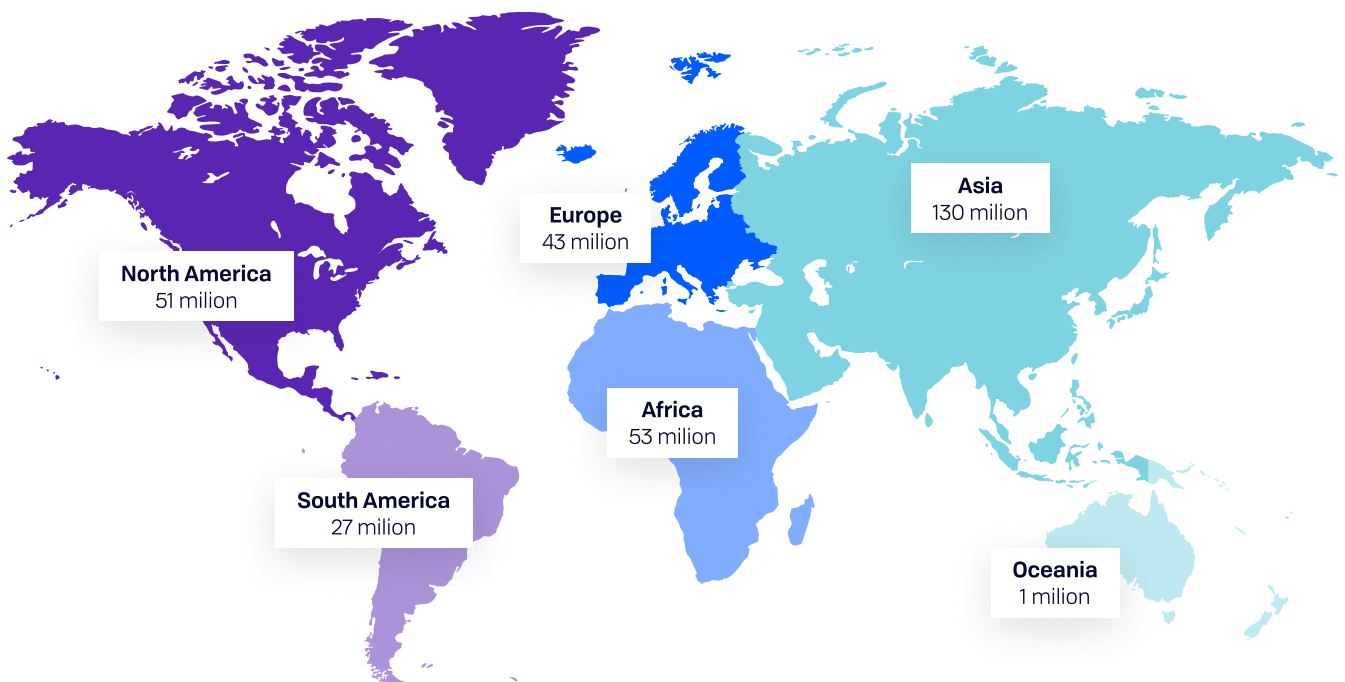 North America
51 milion
Europe
43 milion
Asia
130 milion
Africa
53 milion
South America
27 milion
Oceania
1 milion